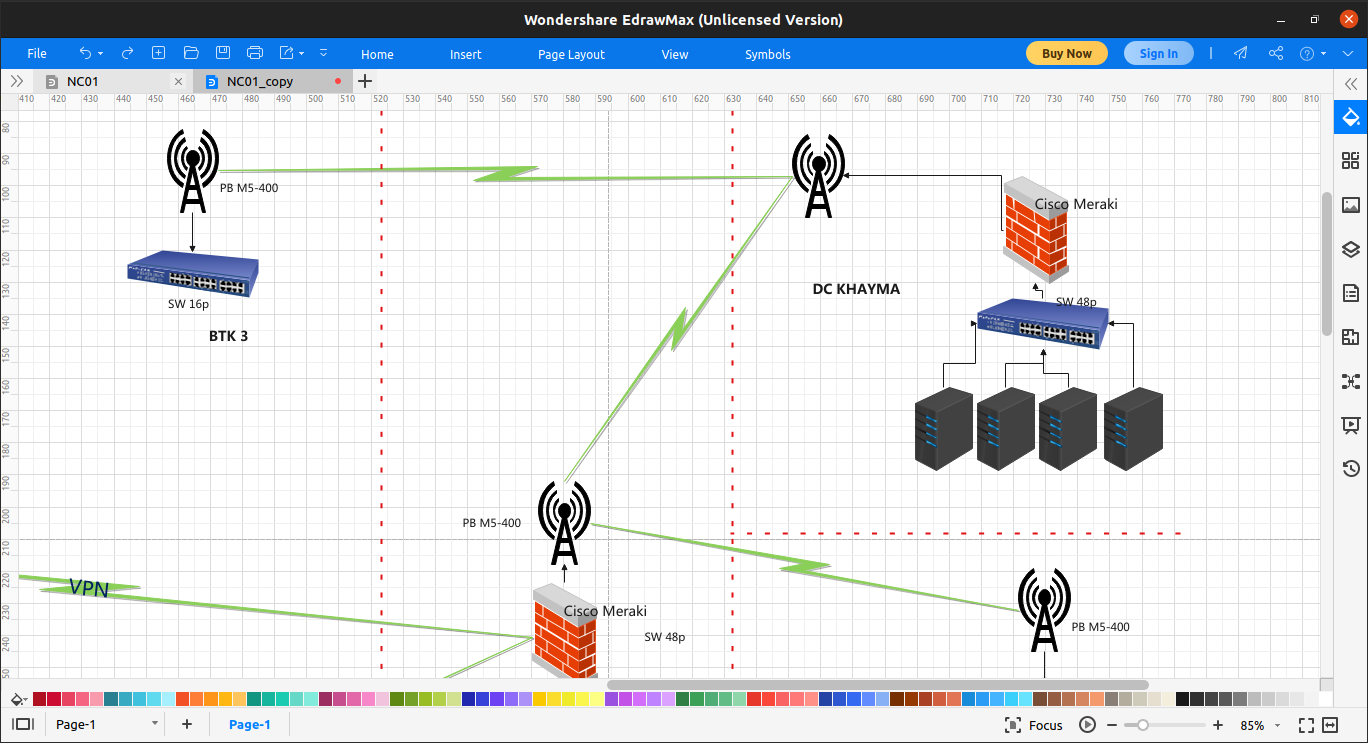 Wondershare EdrawMax (Unlicensed Version)
File
Home
Insert
Page Layout
View
Symbols
Buy Now
Sign In
NC01
NC01_copy
410 420 430 440 450 460 470 480 490 500 510 520 530 540 550 560 570 580 590 600 610 620 630 640 650 660 670 680 690 700 710 720 730 740 750 760 770 780 790 800 810
80
90
100
110
120
130
140
150
160
170
180
190
200
210
220
230
240
50
PB M5-400
Cisco Meraki
SW 16p
DC KHAYMA
SW 48p
BTK 3
PB M5-400
VPN
Cisco Meraki
SW 48p
PB M5-400
Page-1
Page-1
Focus
85%